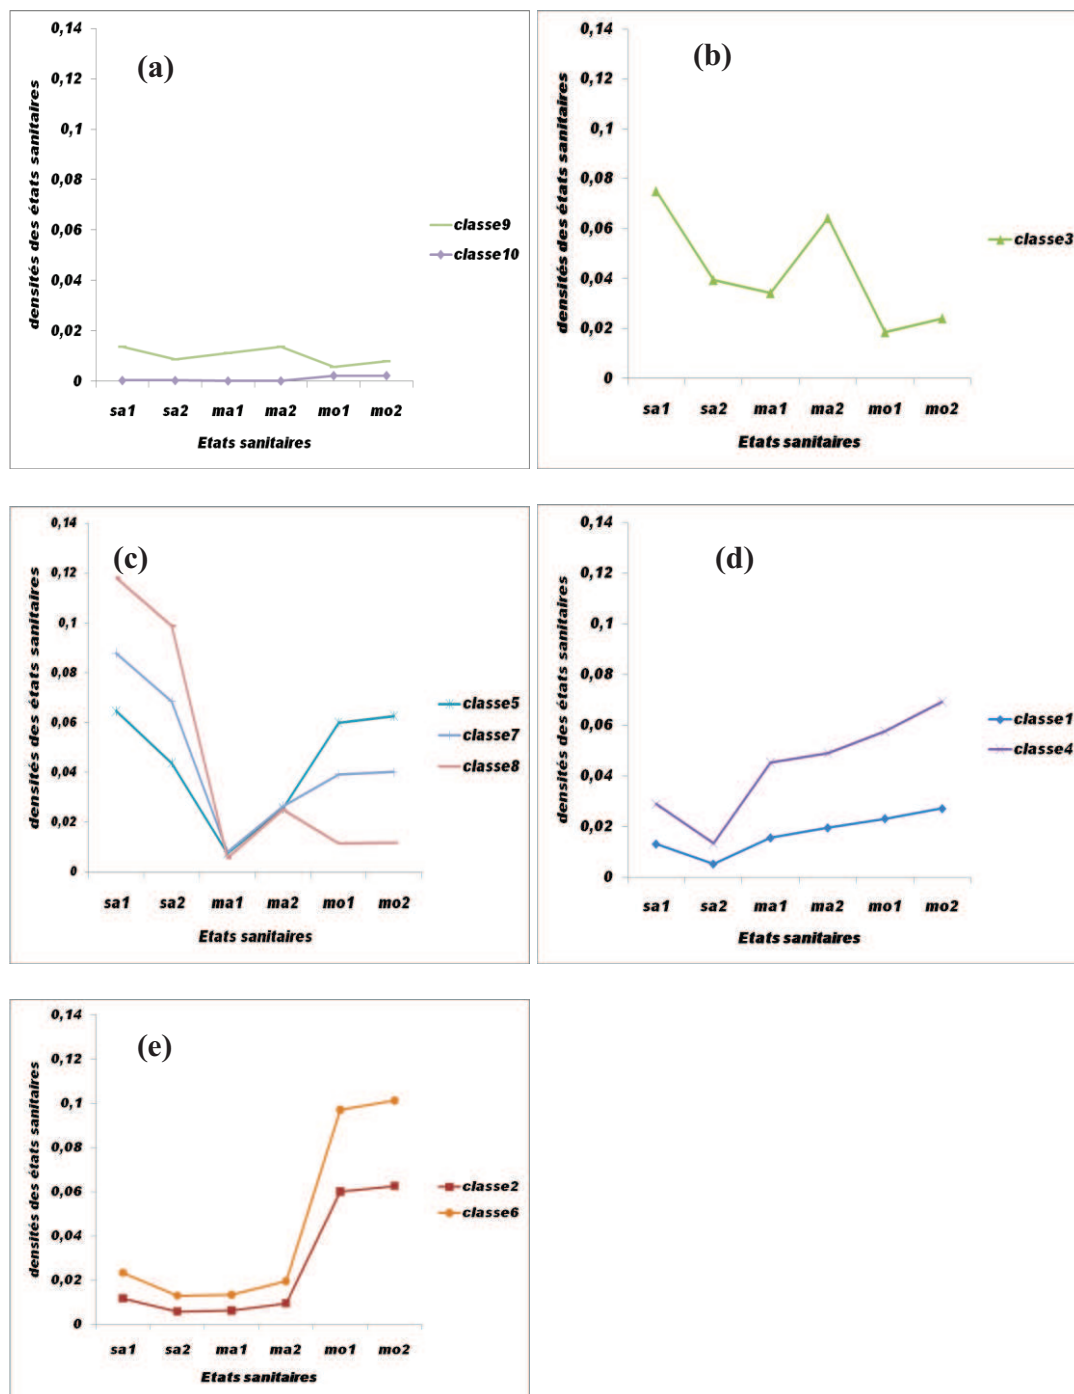 (a)
densités des états sanitaires
0,14
0,12
0,1
0,08
0,06
0,04
0,02
0
sa1 sa2 ma1 ma2 mo1 mo2
Etats sanitaires
classe9
classe10
(b)
densités des états sanitaires
0,14
0,12
0,1
0,08
0,06
0,04
0,02
0
sa1 sa2 ma1 ma2 mo1 mo2
Etats sanitaires
classe3
(c)
densités des états sanitaires
0,14
0,12
0,1
0,08
0,06
0,04
0,02
0
sa1 sa2 ma1 ma2 mo1 mo2
Etats sanitaires
classe5
classe7
classe8
(d)
densités des états sanitaires
0,14
0,12
0,1
0,08
0,06
0,04
0,02
0
sa1 sa2 ma1 ma2 mo1 mo2
Etats sanitaires
classe1
classe4
(e)
densités des états sanitaires
0,14
0,12
0,1
0,08
0,06
0,04
0,02
0
sa1 sa2 ma1 ma2 mo1 mo2
Etats sanitaires
classe2
classe6